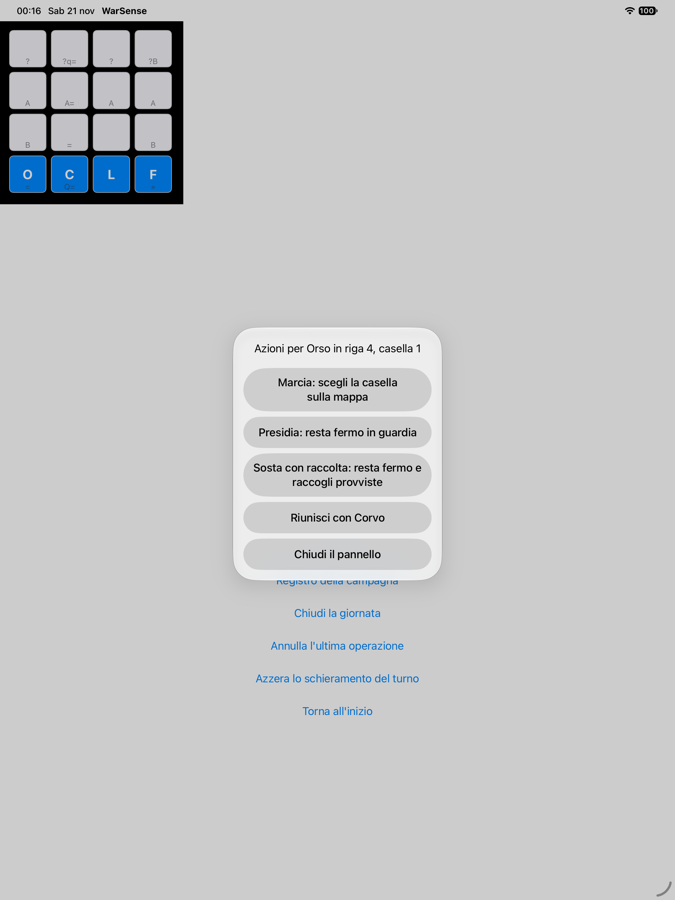 00:16 Sab 21 nov WarSense 100
? ?q= ? ?B
A A= A A
B = B
O C L F
Azioni per Orso in riga 4, casella 1
Marcia: scegli la casella
sulla mappa
Presidia: resta fermo in guardia
Sosta con raccolta: resta fermo e
raccogli provviste
Riunisci con Corvo
Chiudi il pannello
Registro della campagna
Chiudi la giornata
Annulla l'ultima operazione
Azzera lo schieramento del turno
Torna all'inizio